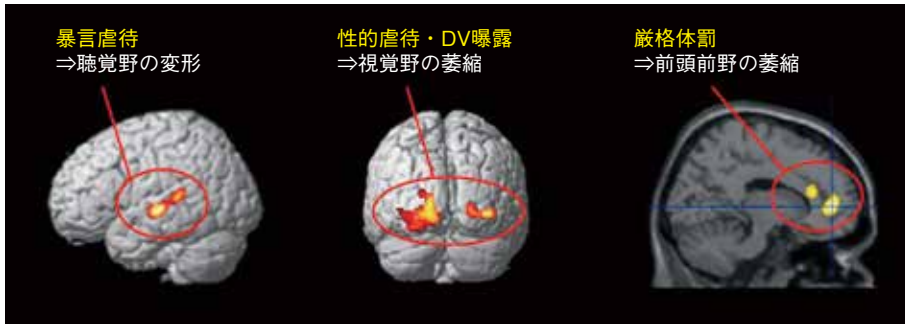 暴言虐待
⇒聴覚野の変形
性的虐待・DV曝露
⇒視覚野の萎縮
厳格体罰
⇒前頭前野の萎縮